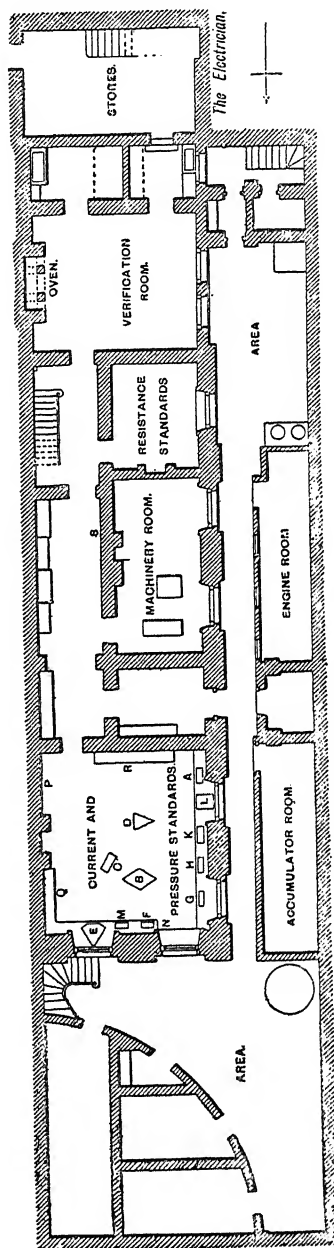 STORES.
The Electrician,
OVEN.
VERIFICATION
ROOM.
AREA
RESISTANCE
STANDARDS
MACHINERY ROOM.
ENGINE ROOM
P
R
Q
CURRENT AND
PRESSURE STANDARDS.
D
C
B
E
M
F
N
G
H
K
L
A
ACCUMULATOR ROOM.
AREA.